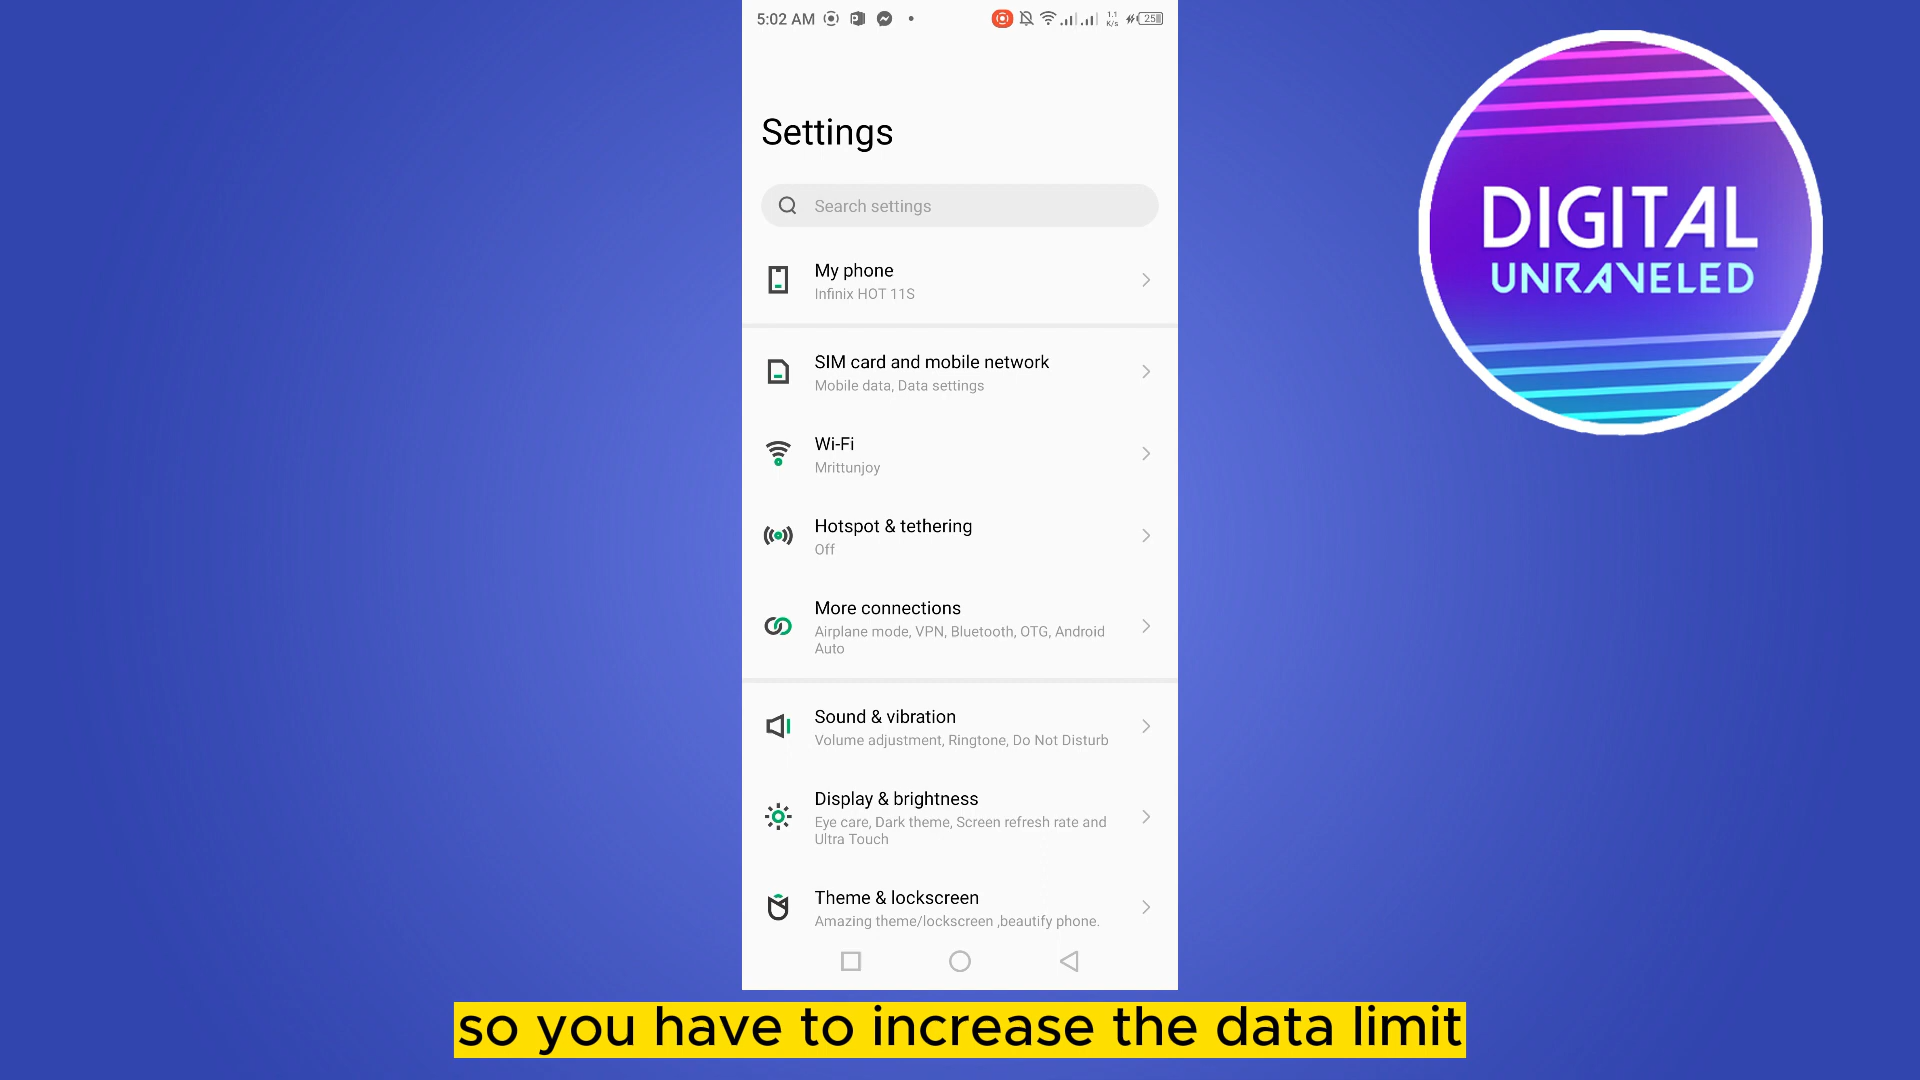 5:02 AM
1.1
K/s
25
Settings
Search settings
My phone
Infinix HOT 11S
SIM card and mobile network
Mobile data, Data settings
Wi-Fi
Mrittunjoy
Hotspot & tethering
Off
More connections
Airplane mode, VPN, Bluetooth, OTG, Android
Auto
Sound & vibration
Volume adjustment, Ringtone, Do Not Disturb
Display & brightness
Eye care, Dark theme, Screen refresh rate and
Ultra Touch
Theme & lockscreen
Amazing theme/lockscreen ,beautify phone.
DIGITAL
UNRAVELED
so you have to increase the data limit